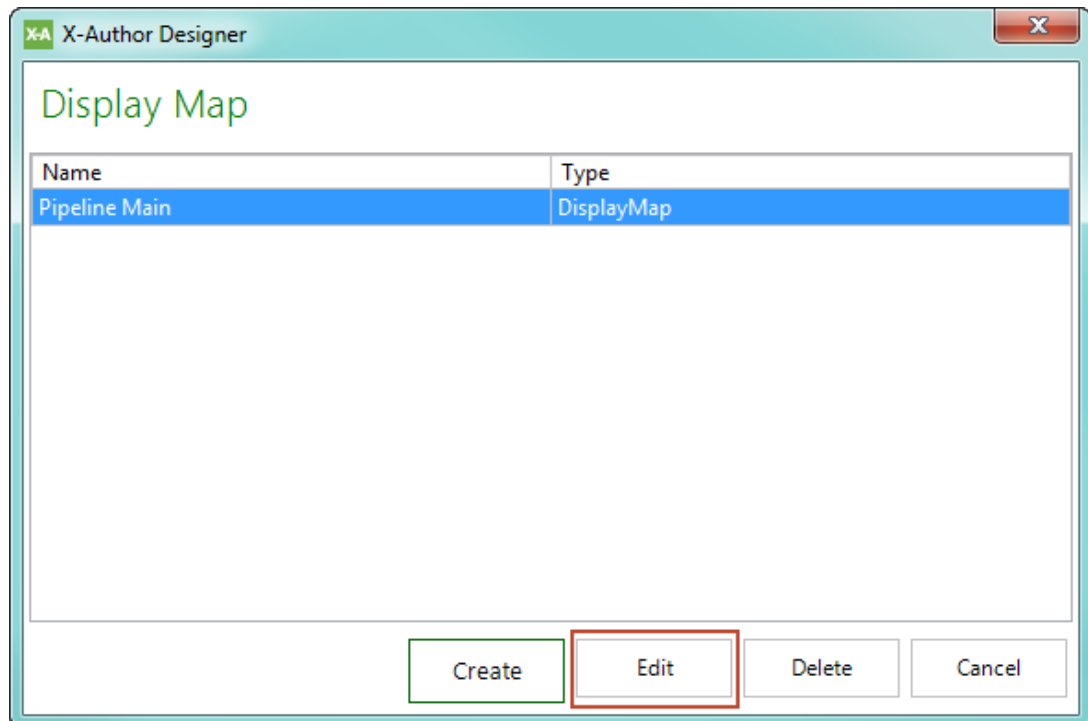 X-A X-Author Designer
Display Map
Name Type
Pipeline Main DisplayMap
Create Edit Delete Cancel